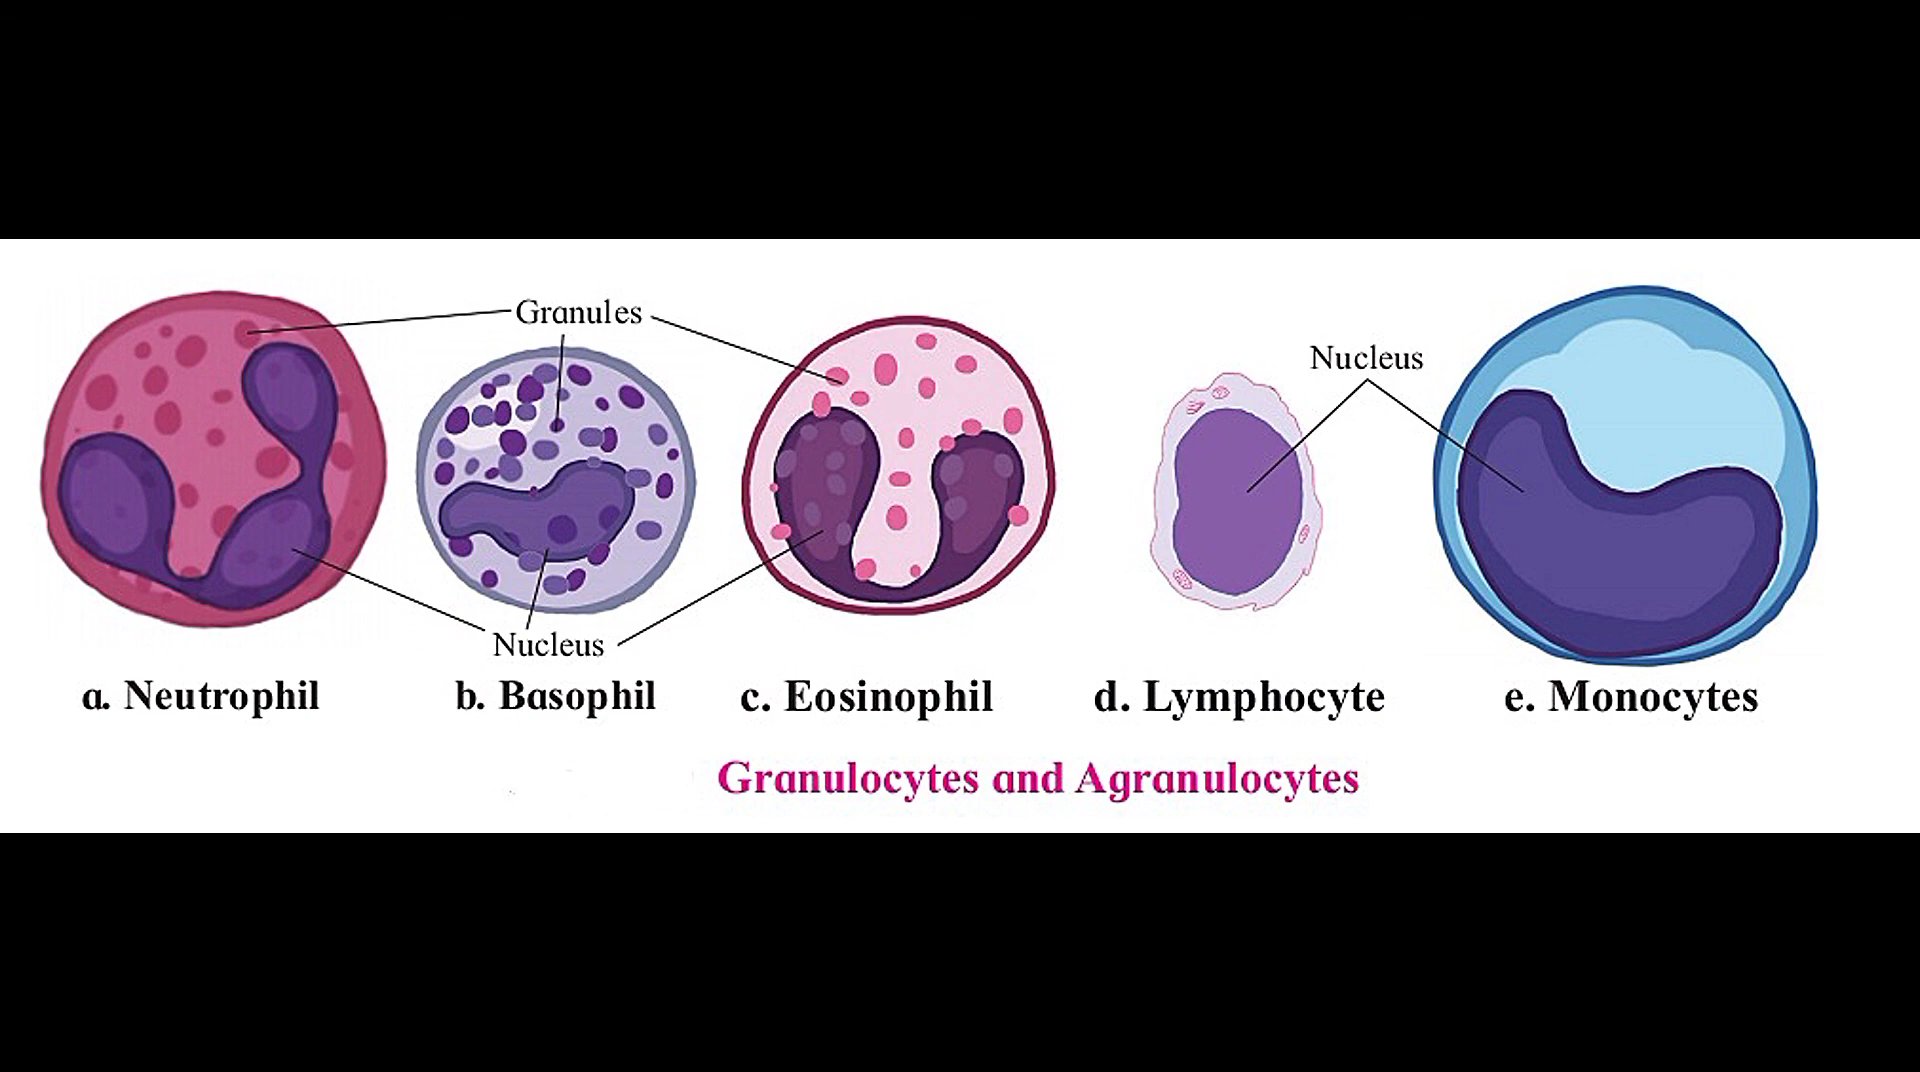 Granules
Nucleus
Nucleus
a. Neutrophil
b. Basophil
c. Eosinophil
d. Lymphocyte
e. Monocytes
Granulocytes and Agranulocytes